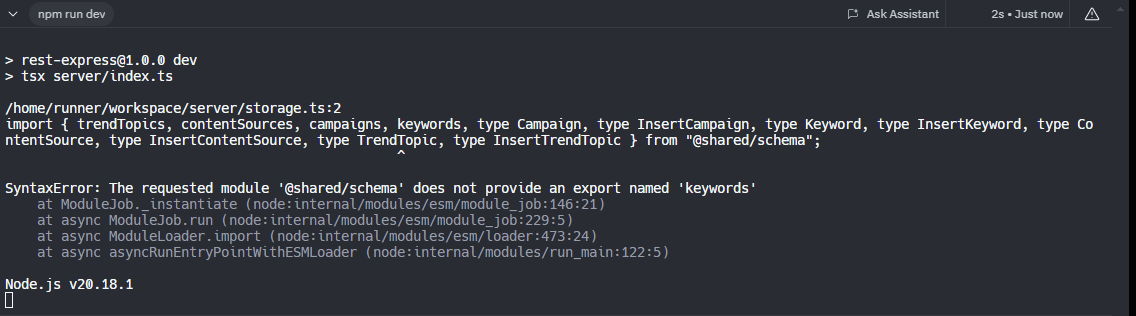 npm run dev
Ask Assistant
2s • Just now
> rest-express@1.0.0 dev
> tsx server/index.ts
/home/runner/workspace/server/storage.ts:2
import { trendTopics, contentSources, campaigns, keywords, type Campaign, type InsertCampaign, type Keyword, type InsertKeyword, type Co
ntentSource, type InsertContentSource, type TrendTopic, type InsertTrendTopic } from "@shared/schema";
^
SyntaxError: The requested module '@shared/schema' does not provide an export named 'keywords'
at ModuleJob._instantiate (node:internal/modules/esm/module_job:146:21)
at async ModuleJob.run (node:internal/modules/esm/module_job:229:5)
at async ModuleLoader.import (node:internal/modules/esm/loader:473:24)
at async asyncRunEntryPointWithESMLoader (node:internal/modules/run_main:122:5)
Node.js v20.18.1